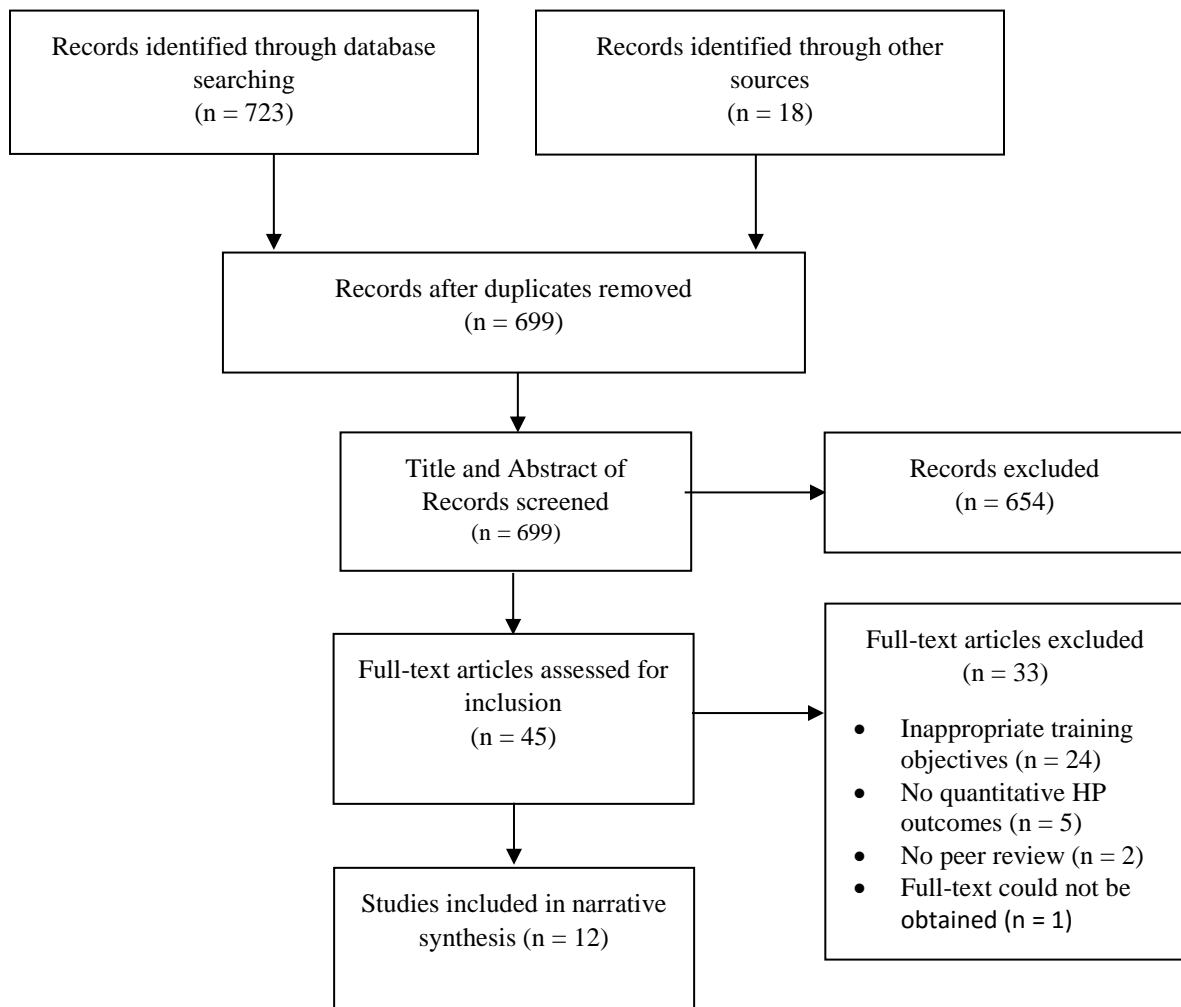 Records identified through database
searching
(n = 723)
Records identified through other
sources
(n = 18)
Records after duplicates removed
(n = 699)
Title and Abstract of
Records screened
(n = 699)
Records excluded
(n = 654)
Full-text articles assessed for
inclusion
(n = 45)
Full-text articles excluded
(n = 33)
• Inappropriate training
objectives (n = 24)
• No quantitative HP
outcomes (n = 5)
• No peer review (n = 2)
• Full-text could not be
obtained (n = 1)
Studies included in narrative
synthesis (n = 12)